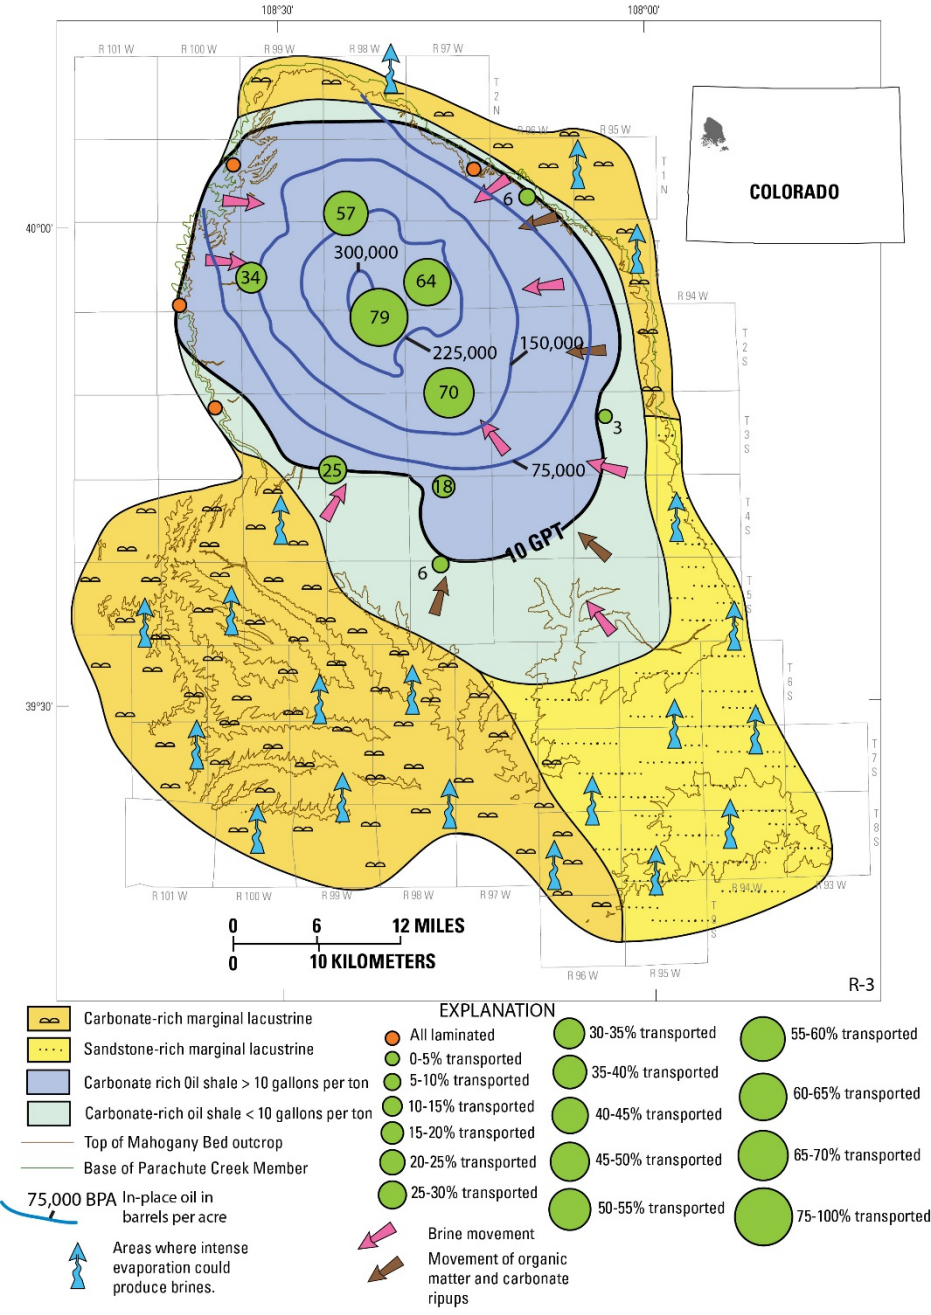 108°30'
108°00'
R 101 W
R 100 W
R 99 W
R 98 W
R 97 W
T 2 N
R 96 W
R 95 W
T 1 N
COLORADO
6
57
40°00'
300,000
34
64
R 94 W
79
225,000
150,000
T 2 S
70
3
T 3 S
25
75,000
18
T 4 S
10 GPT
6
T 5 S
T 6 S
39°30'
T 7 S
T 8 S
R 101 W
R 100 W
R 98 W
R 97 W
R 94 W
R 93 W
T 9 S
0 6 12 MILES
0 10 KILOMETERS
R 96 W
R 95 W
R-3
EXPLANATION
Carbonate-rich marginal lacustrine
Sandstone-rich marginal lacustrine
Carbonate rich Oil shale > 10 gallons per ton
Carbonate-rich oil shale < 10 gallons per ton
Top of Mahogany Bed outcrop
Base of Parachute Creek Member
75,000 BPA
In-place oil in
barrels per acre
Areas where intense
evaporation could
produce brines.
All laminated
0-5% transported
5-10% transported
10-15% transported
15-20% transported
20-25% transported
25-30% transported
Brine movement
Movement of organic
matter and carbonate
ripups
30-35% transported
35-40% transported
40-45% transported
45-50% transported
50-55% transported
55-60% transported
60-65% transported
65-70% transported
75-100% transported